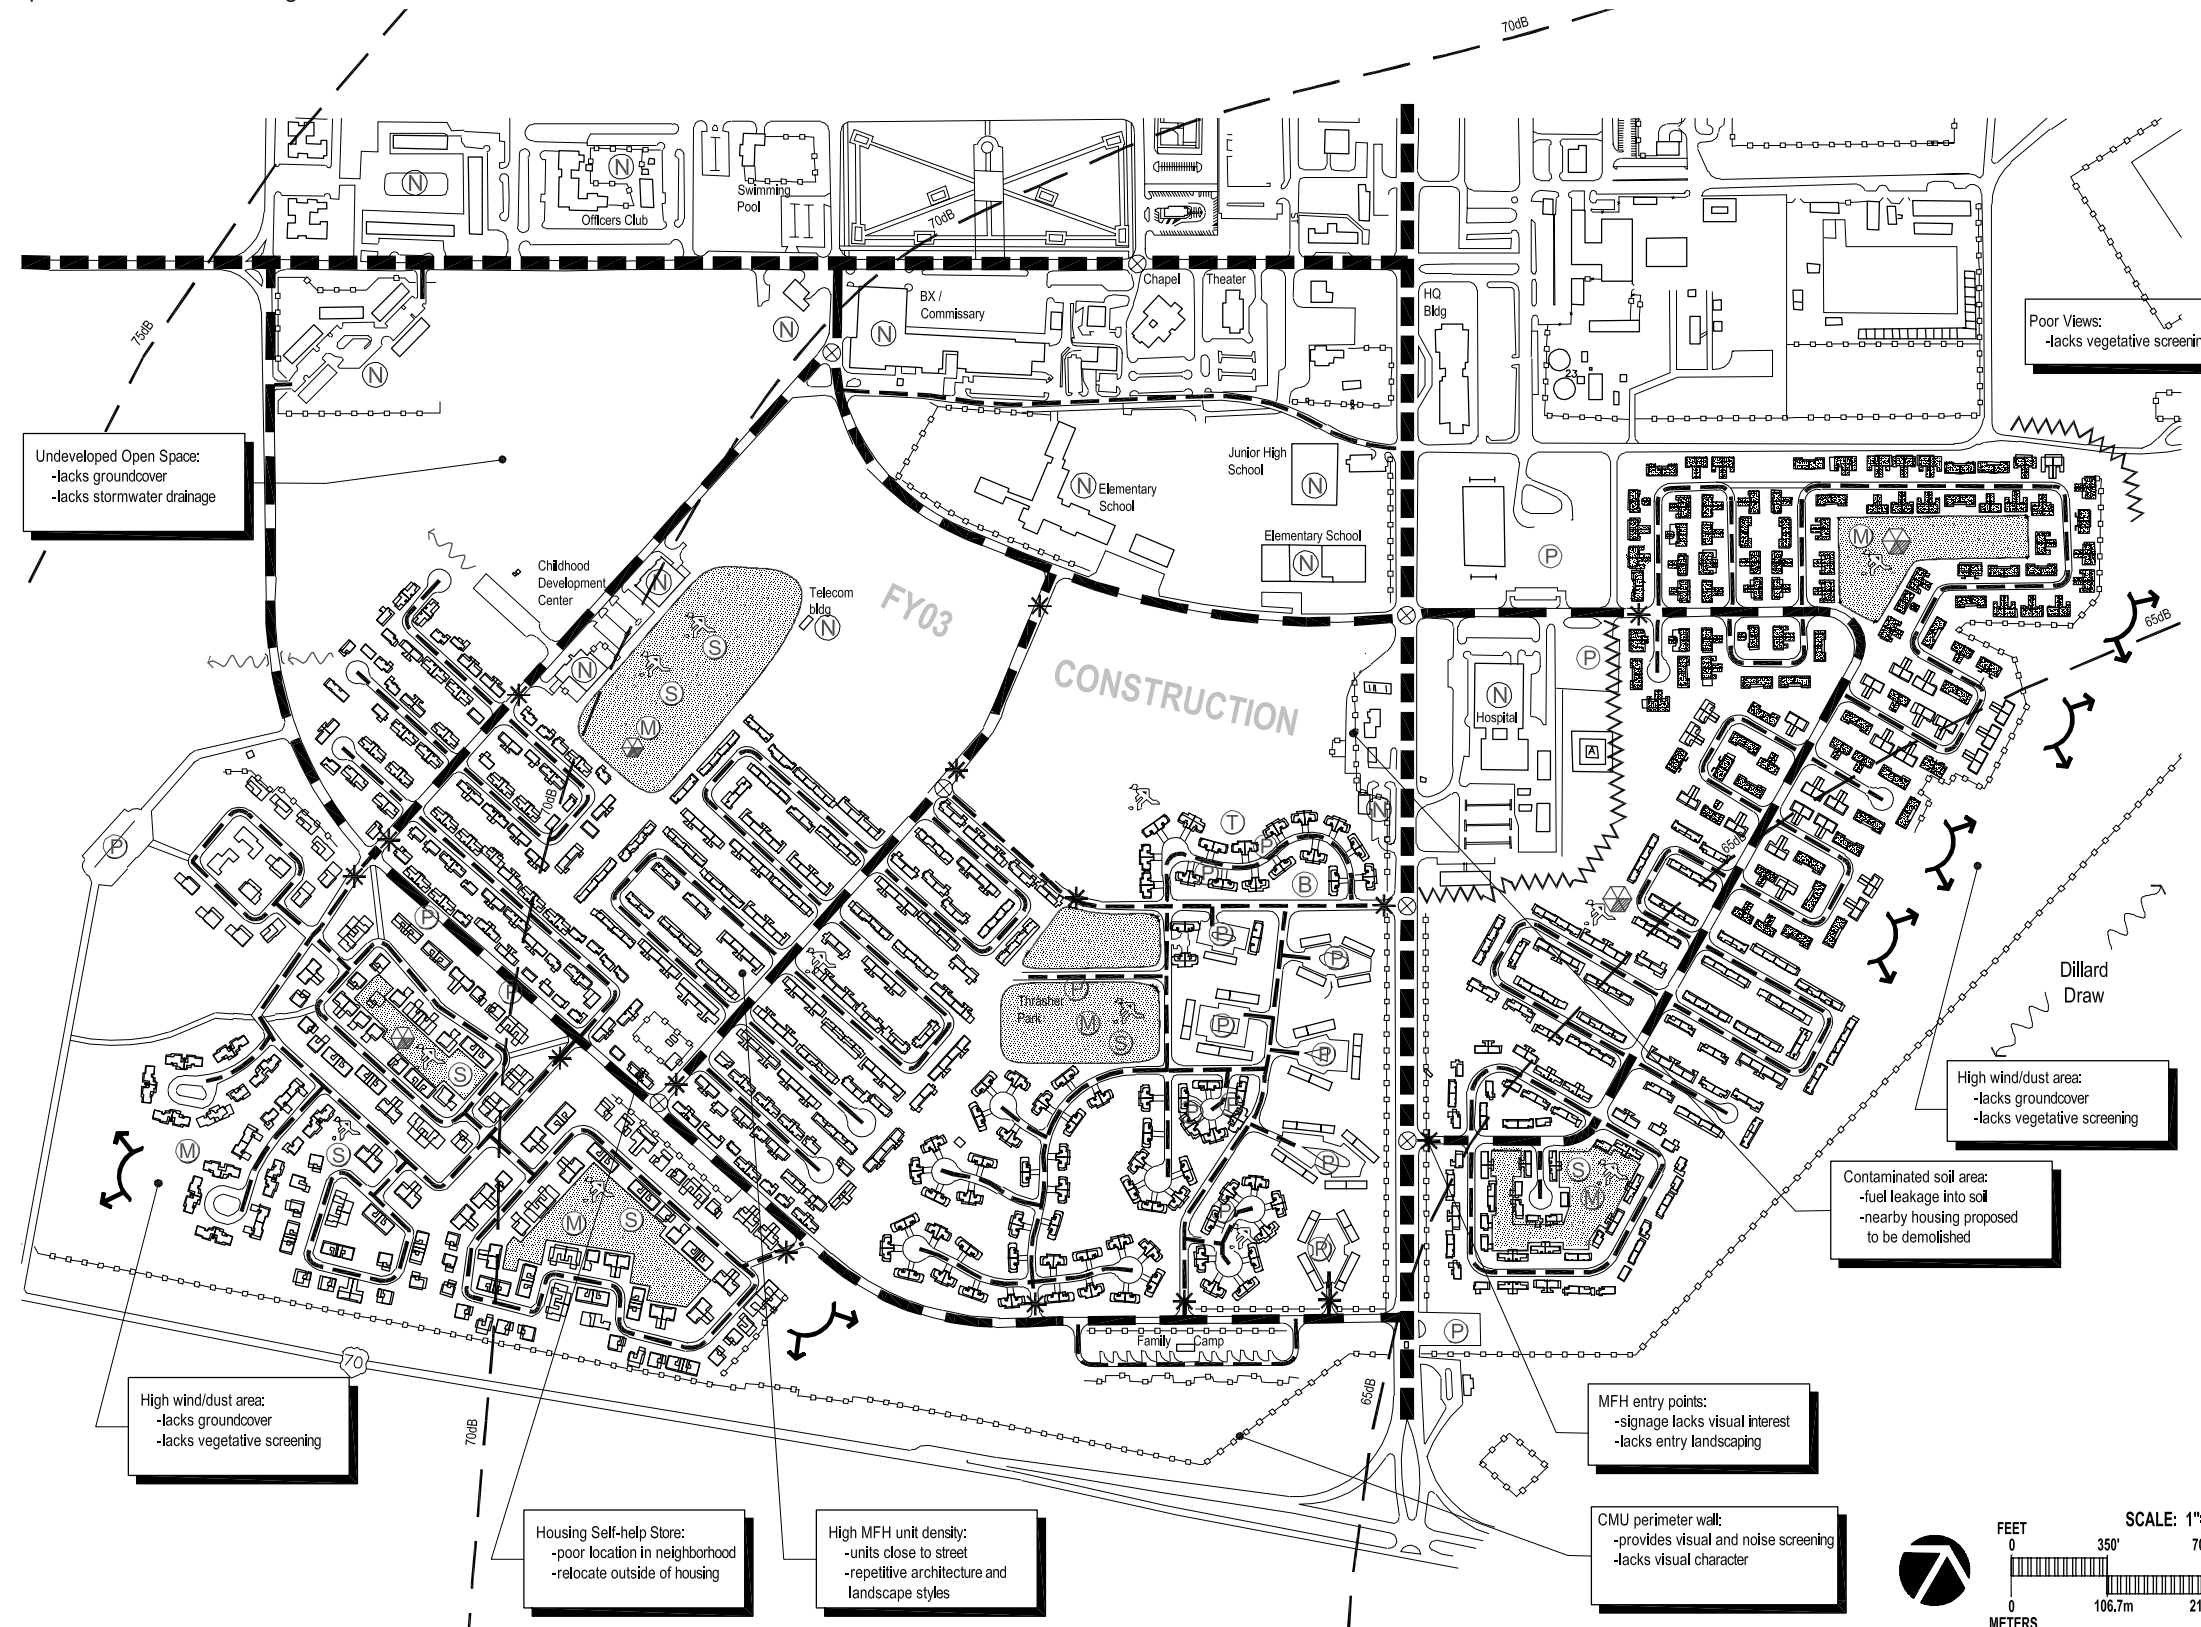 70dB
Officers Club
Swimming
Pool
70dB
75dB
BX /
Commissary
Chapel
Theater
HQ
Bldg
23
Poor Views:
-lacks vegetative
Undeveloped Open Space:
-lacks groundcover
-lacks stormwater drainage
Junior High
School
Elementary
School
Elementary School
Childhood
Development
Center
Telecom
bldg
FY03
CONSTRUCTION
Hospital
A
65dB
70dB
65dB
Thrasher
Park
Dillard
Draw
High wind/dust area:
-lacks groundcover
-lacks vegetative screening
Contaminated soil area:
-fuel leakage into soil
-nearby housing proposed
to be demolished
Family Camp
70
65dB
70dB
High wind/dust area:
-lacks groundcover
-lacks vegetative screening
MFH entry points:
-signage lacks visual interest
-lacks entry landscaping
Housing Self-help Store:
-poor location in neighborhood
-relocate outside of housing
High MFH unit density:
-units close to street
-repetitive architecture and
landscape styles
CMU perimeter wall:
-provides visual and noise screening
-lacks visual character
SCALE: 1"
FEET
0 350'
0 106.7m
METERS